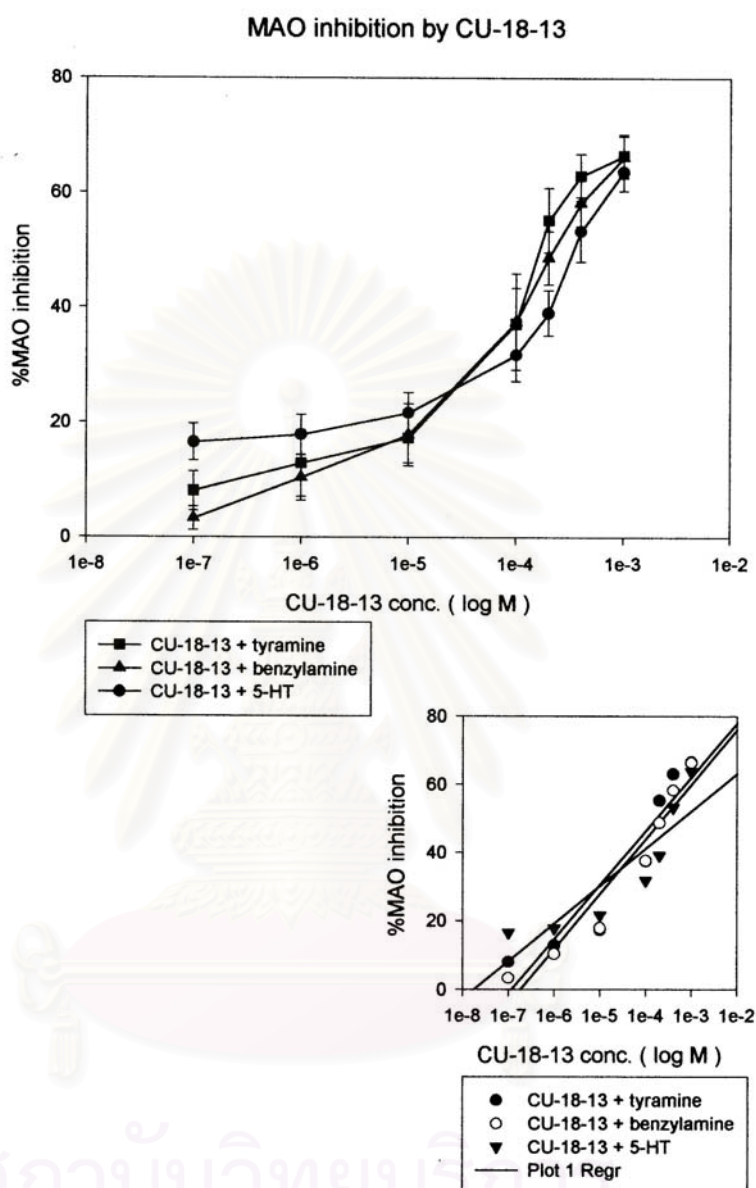 MAO inhibition by CU-18-13
80
60
40
20
0
%MAO inhibition
1e-8 1e-7 1e-6 1e-5 1e-4 1e-3 1e-2
CU-18-13 conc. ( log M )
CU-18-13 + tyramine
CU-18-13 + benzylamine
CU-18-13 + 5-HT
80
60
40
20
0
%MAO inhibition
1e-8 1e-7 1e-6 1e-5 1e-4 1e-3 1e-2
CU-18-13 conc. ( log M )
CU-18-13 + tyramine
CU-18-13 + benzylamine
CU-18-13 + 5-HT
Plot 1 Regr